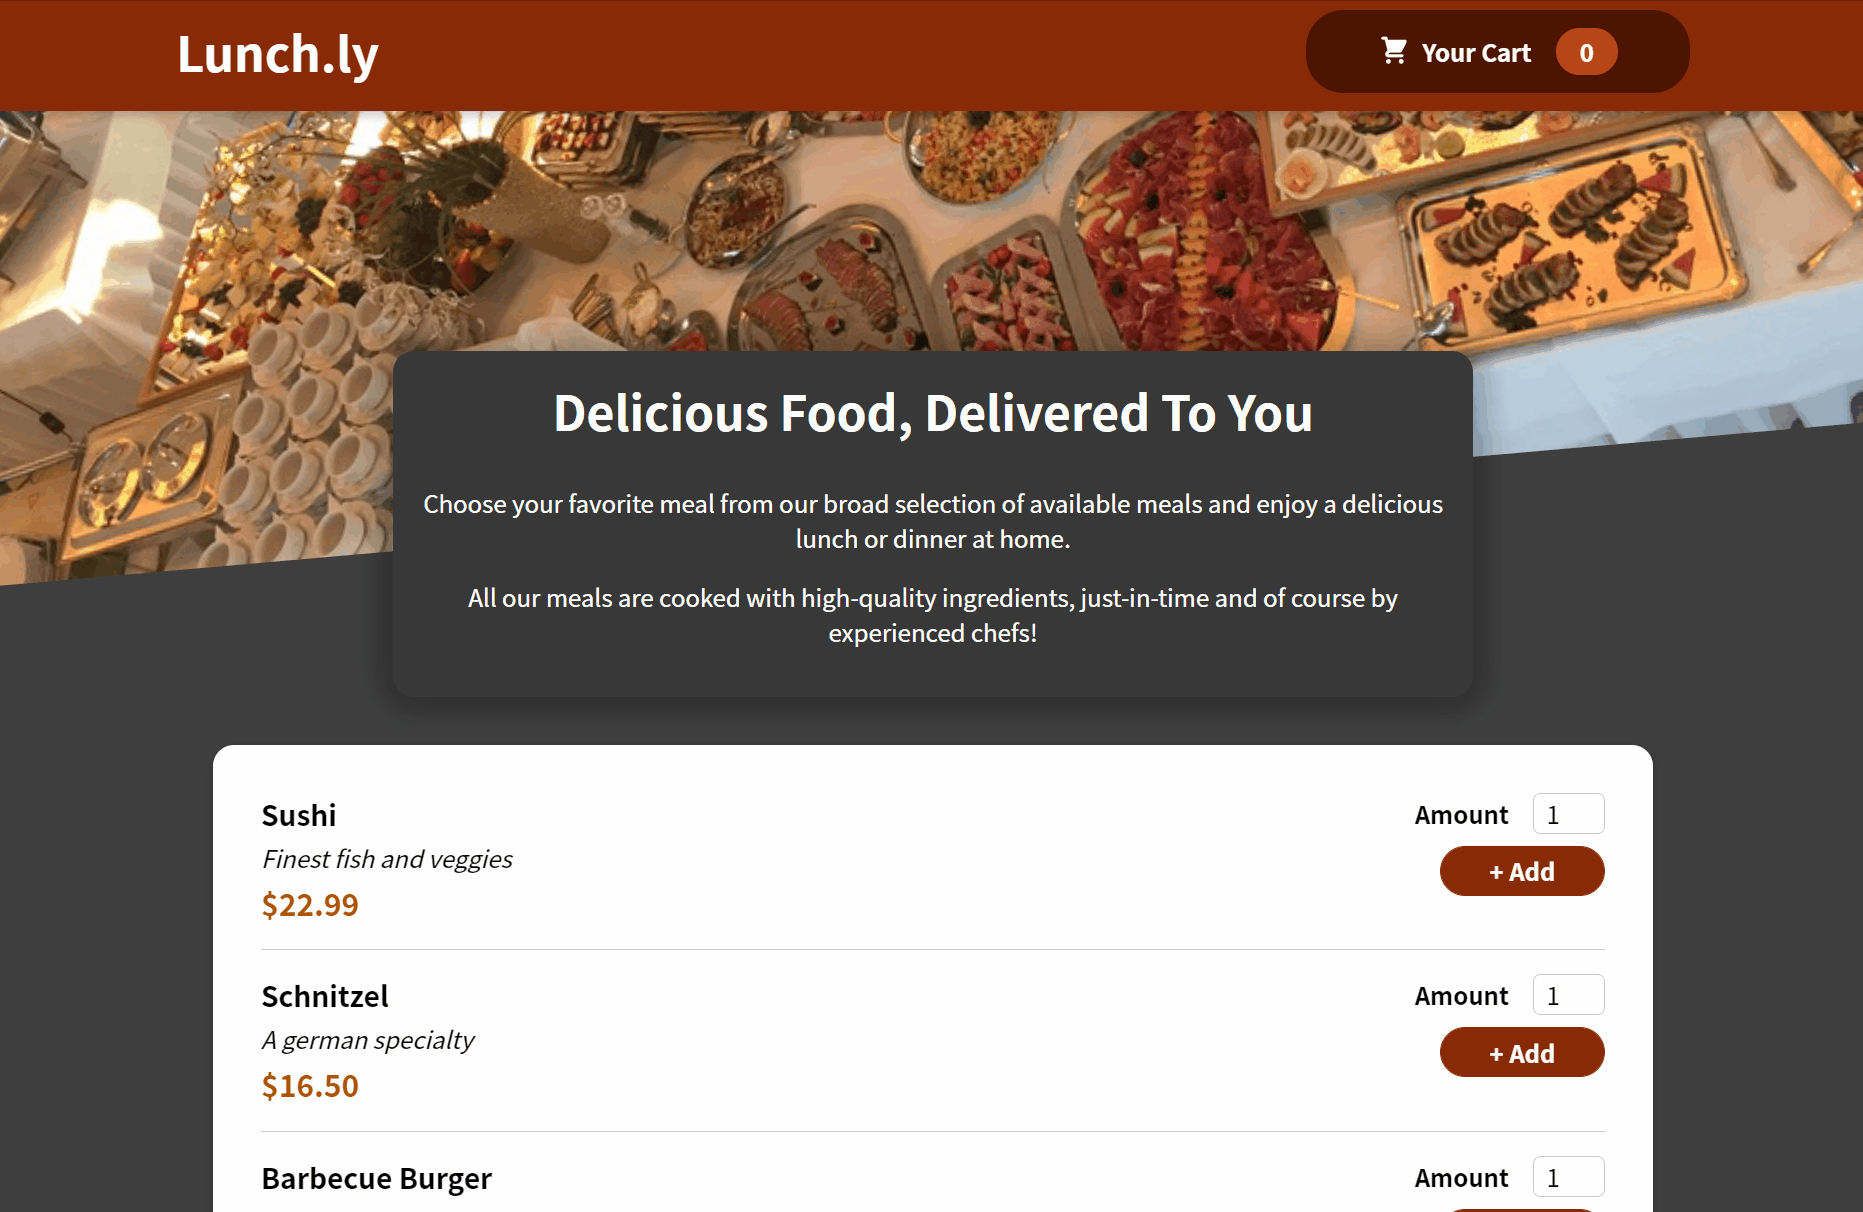 Lunch.ly
Your Cart 0
Delicious Food, Delivered To You
Choose your favorite meal from our broad selection of available meals and enjoy a delicious
lunch or dinner at home.
All our meals are cooked with high-quality ingredients, just-in-time and of course by
experienced chefs!
Sushi
Finest fish and veggies
$22.99
Amount 1
+ Add
Schnitzel
A german specialty
$16.50
Amount 1
+ Add
Barbecue Burger
Amount 1